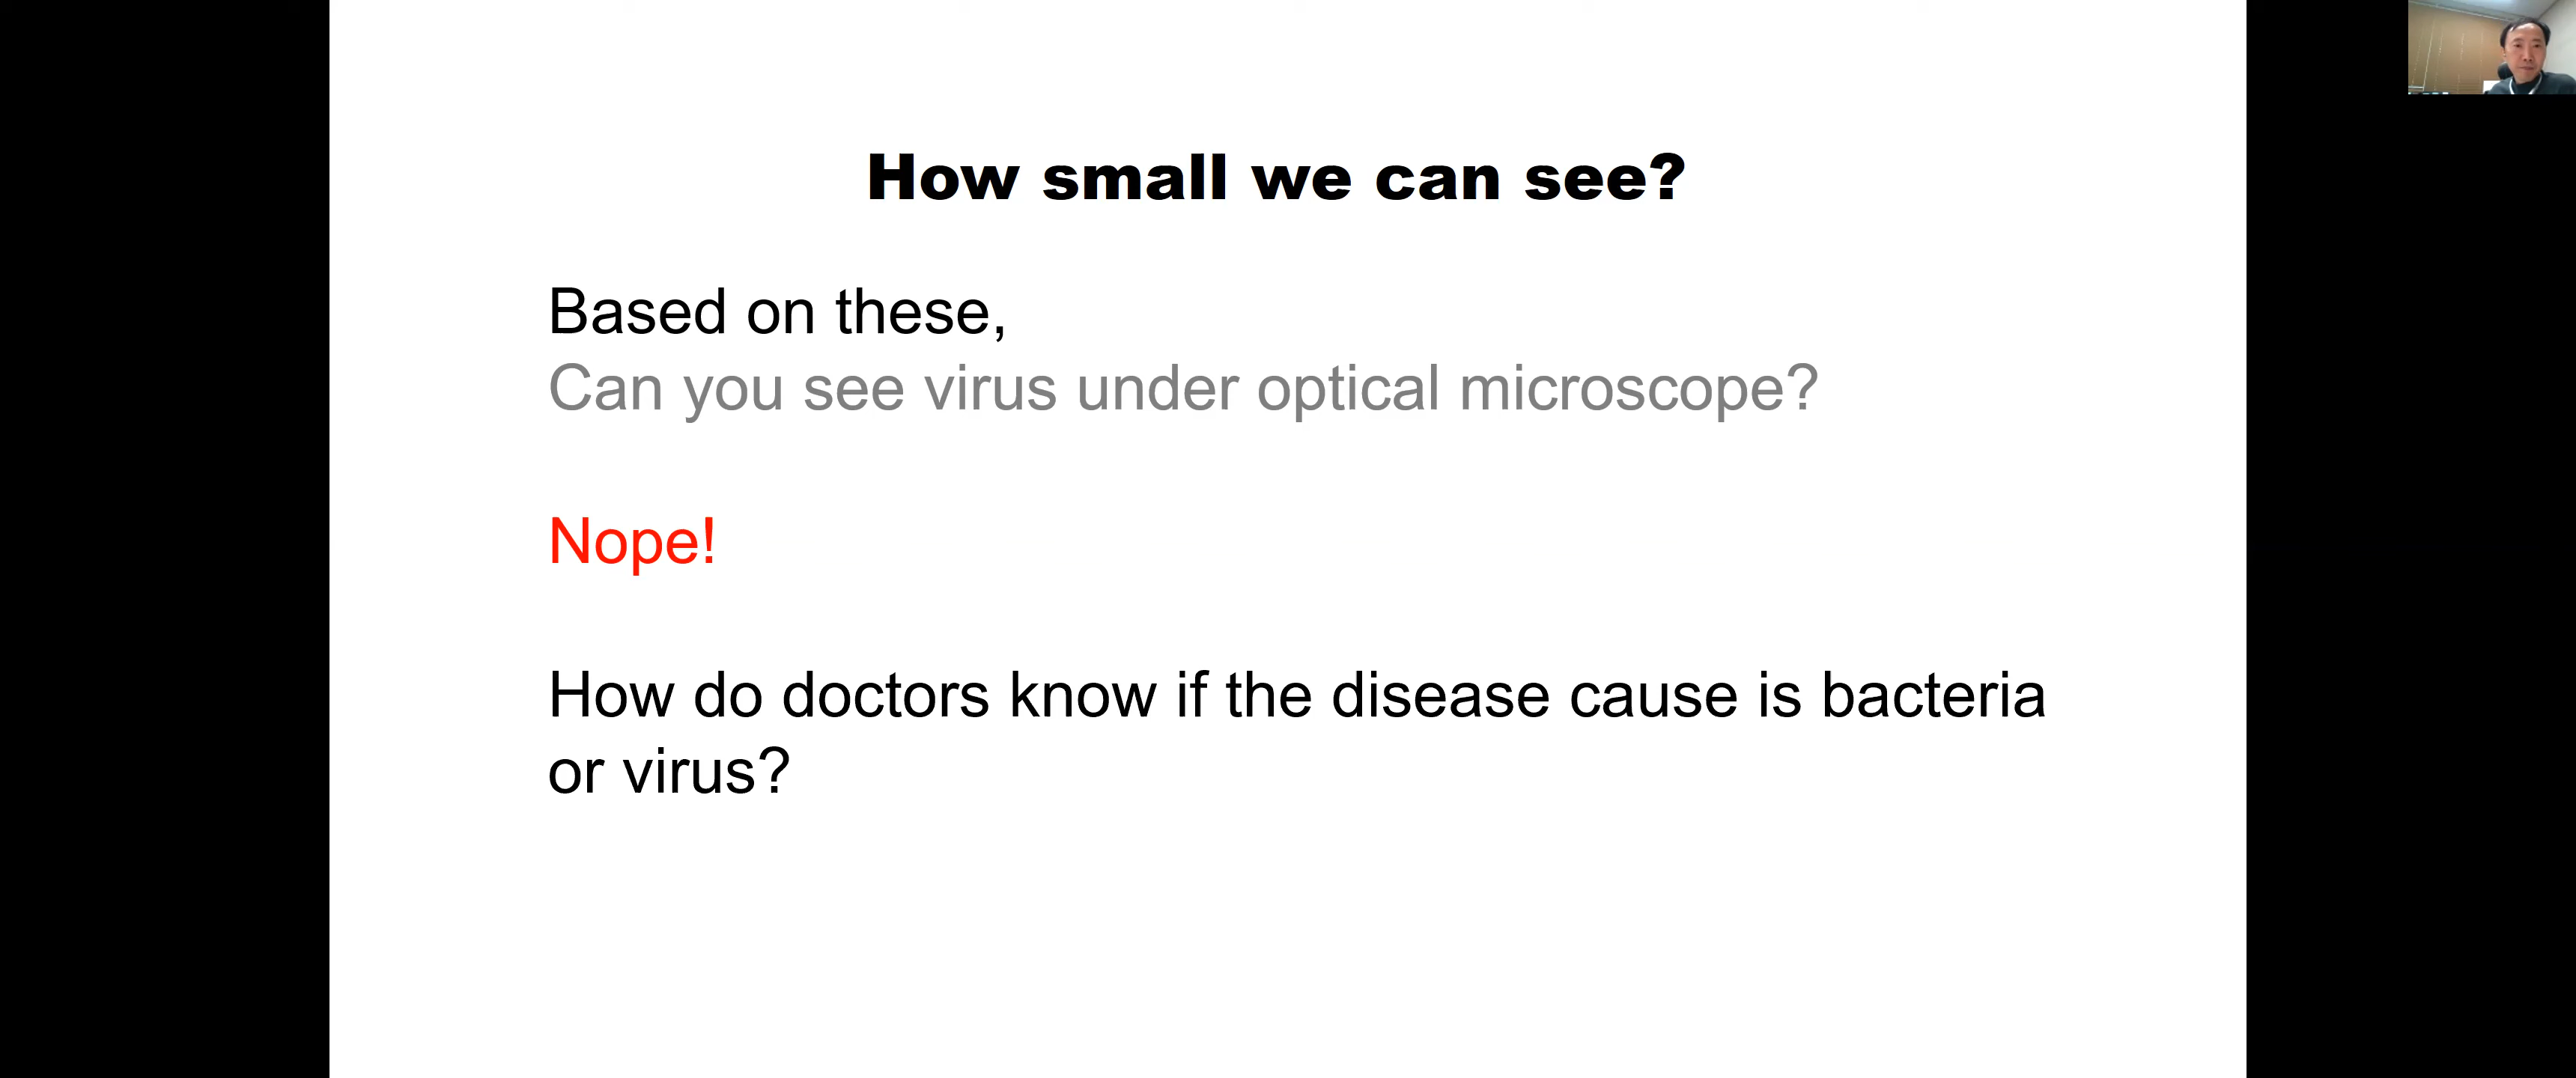 How small we can see?
Based on these,
Can you see virus under optical microscope?
Nope!
How do doctors know if the disease cause is bacteria
or virus?